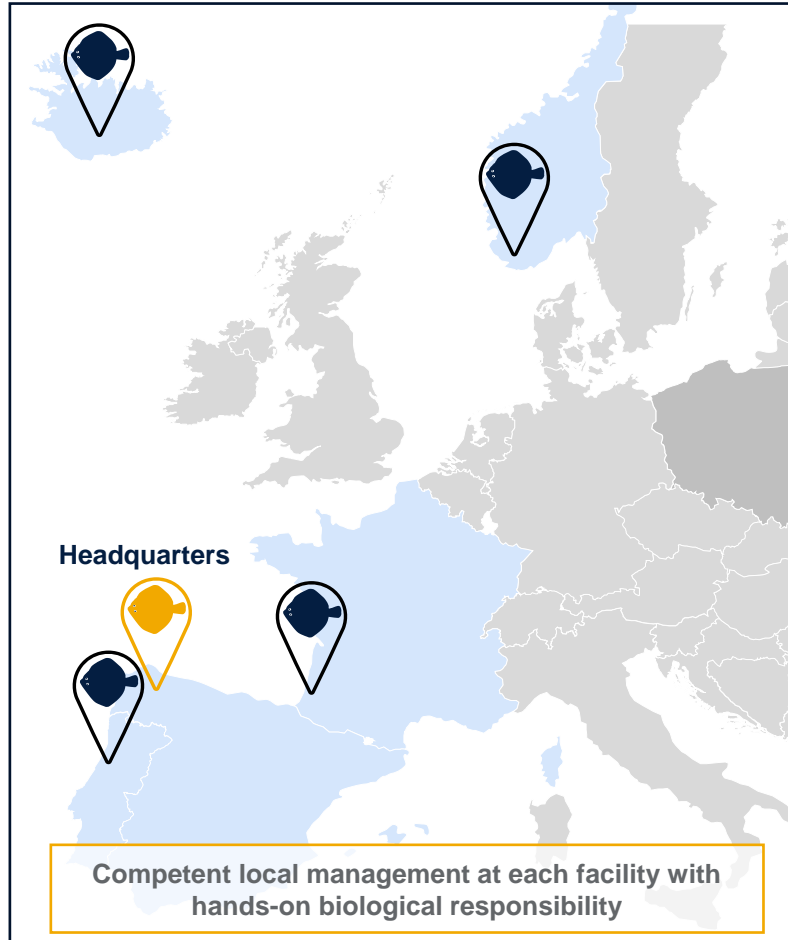 Headquarters
Competent local management at each facility with
hands-on biological responsibility